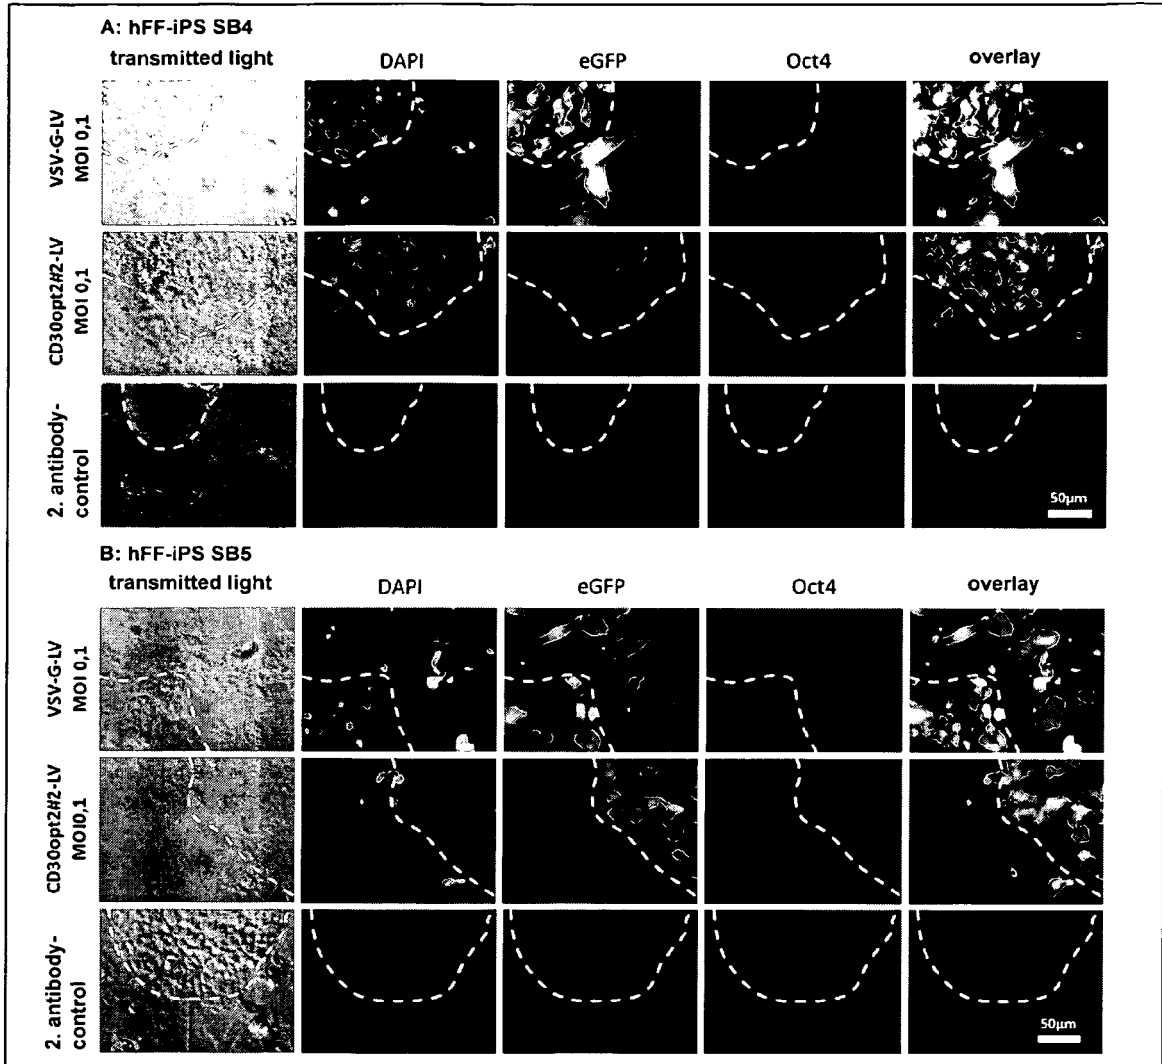 A: hFF-iPS SB4
transmitted light DAPI eGFP Oct4 overlay
VSV-G-LV
MOI 0,1
CD30opt2#2-LV
MOI 0,1
2. antibody-
control
50µm
B: hFF-iPS SB5
transmitted light DAPI eGFP Oct4 overlay
VSV-G-LV
MOI 0,1
CD30opt2#2-LV
MOI0,1
2. antibody-
control
50µm